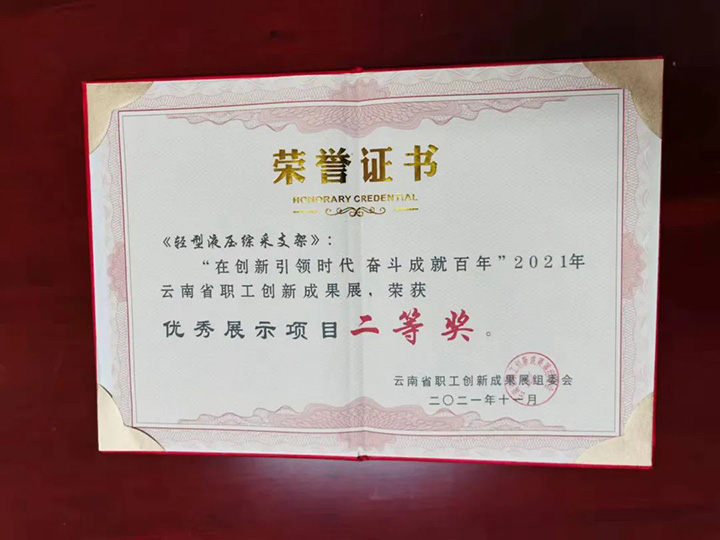 荣誉证书
HONORARY CREDENTIAL
《轻型液压综采支架》：
“在创新引领时代 奋斗成就百年”2021年
云南省职工创新成果展，荣获
优秀展示项目二等奖。
云南省职工创新成果展组委会
二〇二一年十一月